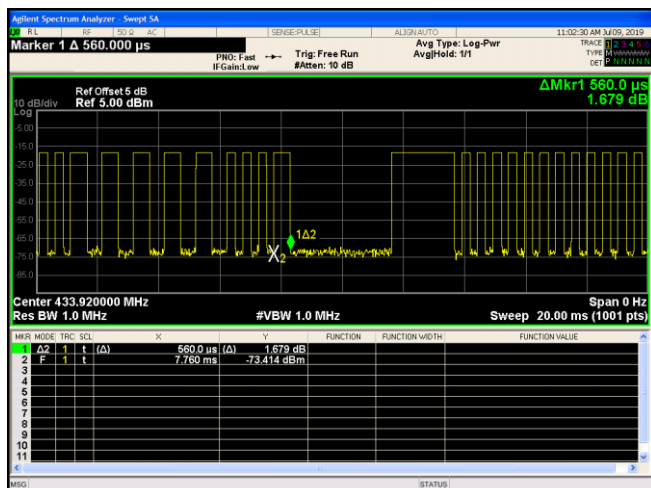 Agilent Spectrum Analyzer - Swept SA
RL RF 50 Ω AC SENSE:PULSE ALIGNAUTO 11:02:30 AM Jul 09, 2019
Marker 1 Δ 560.000 µs
PNO: Fast
IFGain:Low
Trig: Free Run
#Atten: 10 dB
Avg Type: Log-Pwr
Avg|Hold: 1/1
TRACE 1 2 3 4 5 6
TYPE M
DET P N N N N N
ΔMkr1 560.0 µs
1.679 dB
Ref Offset 5 dB
10 dB/div Ref 5.00 dBm
Log
-5.00
-15.0
-25.0
-35.0
-45.0
-55.0
-65.0
-75.0
-85.0
1Δ2
X2
Center 433.920000 MHz Span 0 Hz
Res BW 1.0 MHz #VBW 1.0 MHz Sweep 20.00 ms (1001 pts)
MKR MODE TRC SCL X Y FUNCTION FUNCTION WIDTH FUNCTION VALUE
1 Δ2 1 t (Δ) 560.0 µs (Δ) 1.679 dB
2 F 1 t 7.760 ms -73.414 dBm
3
4
5
6
7
8
9
10
11
MSG STATUS